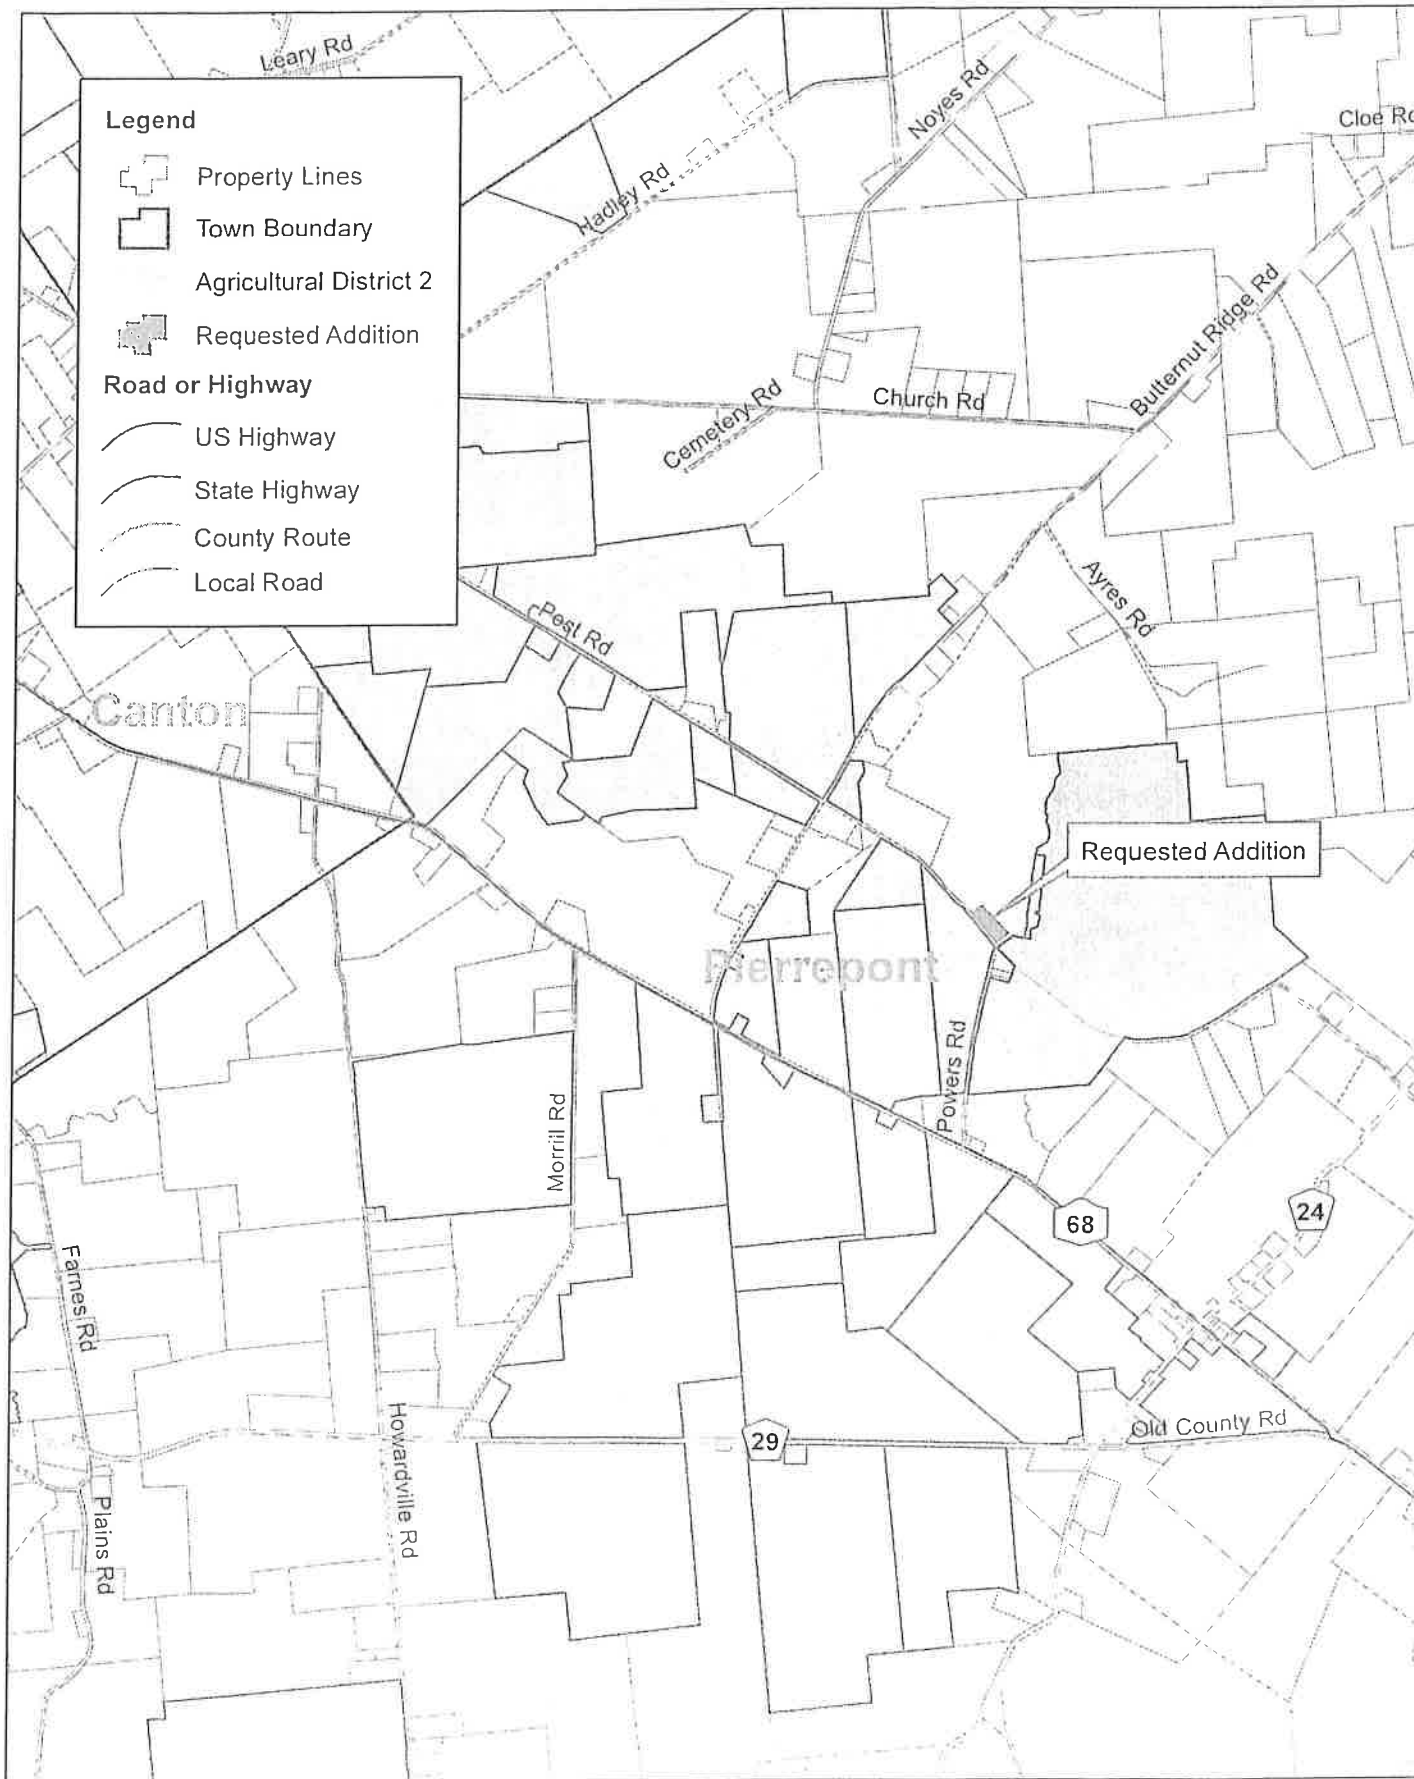 Leary Rd
Legend
Property Lines
Town Boundary
Agricultural District 2
Requested Addition
Road or Highway
US Highway
State Highway
County Route
Local Road
Hadley Rd
Noyes Rd
Cloe Rd
Butternut Ridge Rd
Church Rd
Cemetery Rd
Post Rd
Ayres Rd
Canton
Requested Addition
Pierrepont
Powers Rd
Morrill Rd
68
24
Farnes Rd
Howardville Rd
29
Old County Rd
Plains Rd